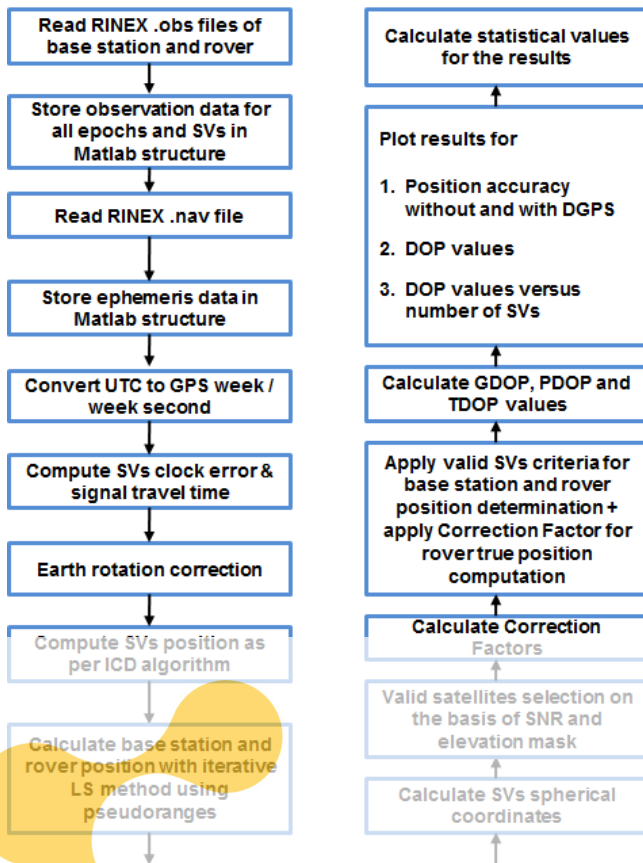 Read RINEX .obs files of
base station and rover
Store observation data for
all epochs and SVs in
Matlab structure
Read RINEX .nav file
Store ephemeris data in
Matlab structure
Convert UTC to GPS week /
week second
Compute SVs clock error &
signal travel time
Earth rotation correction
Compute SVs position as
per ICD algorithm
Calculate base station and
rover position with iterative
LS method using
pseudoranges
Calculate statistical values
for the results
Plot results for
1. Position accuracy
without and with DGPS
2. DOP values
3. DOP values versus
number of SVs
Calculate GDOP, PDOP and
TDOP values
Apply valid SVs criteria for
base station and rover
position determination +
apply Correction Factor for
rover true position
computation
Calculate Correction
Factors
Valid satellites selection on
the basis of SNR and
elevation mask
Calculate SVs spherical
coordinates